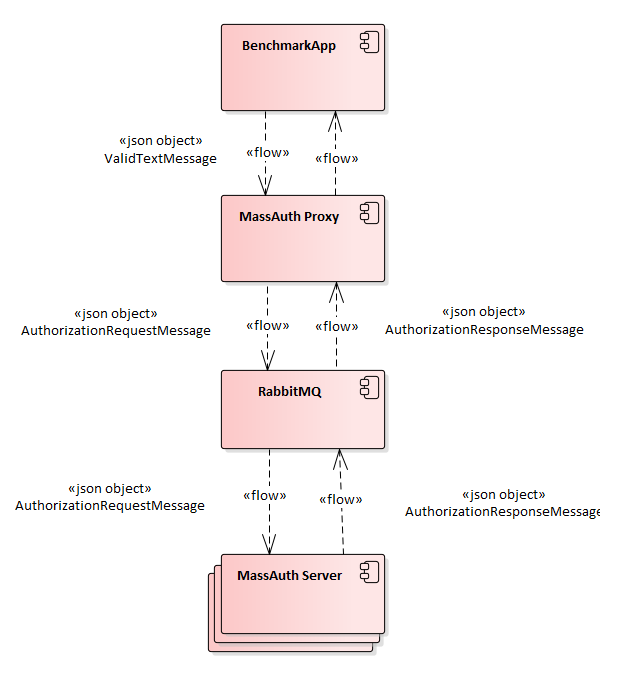 BenchmarkApp
«json object»
ValidTextMessage
«flow»
«flow»
MassAuth Proxy
«json object»
AuthorizationRequestMessage
«flow»
«flow»
«json object»
AuthorizationResponseMessage
RabbitMQ
«json object»
AuthorizationRequestMessage
«flow»
«flow»
«json object»
AuthorizationResponseMessage
MassAuth Server